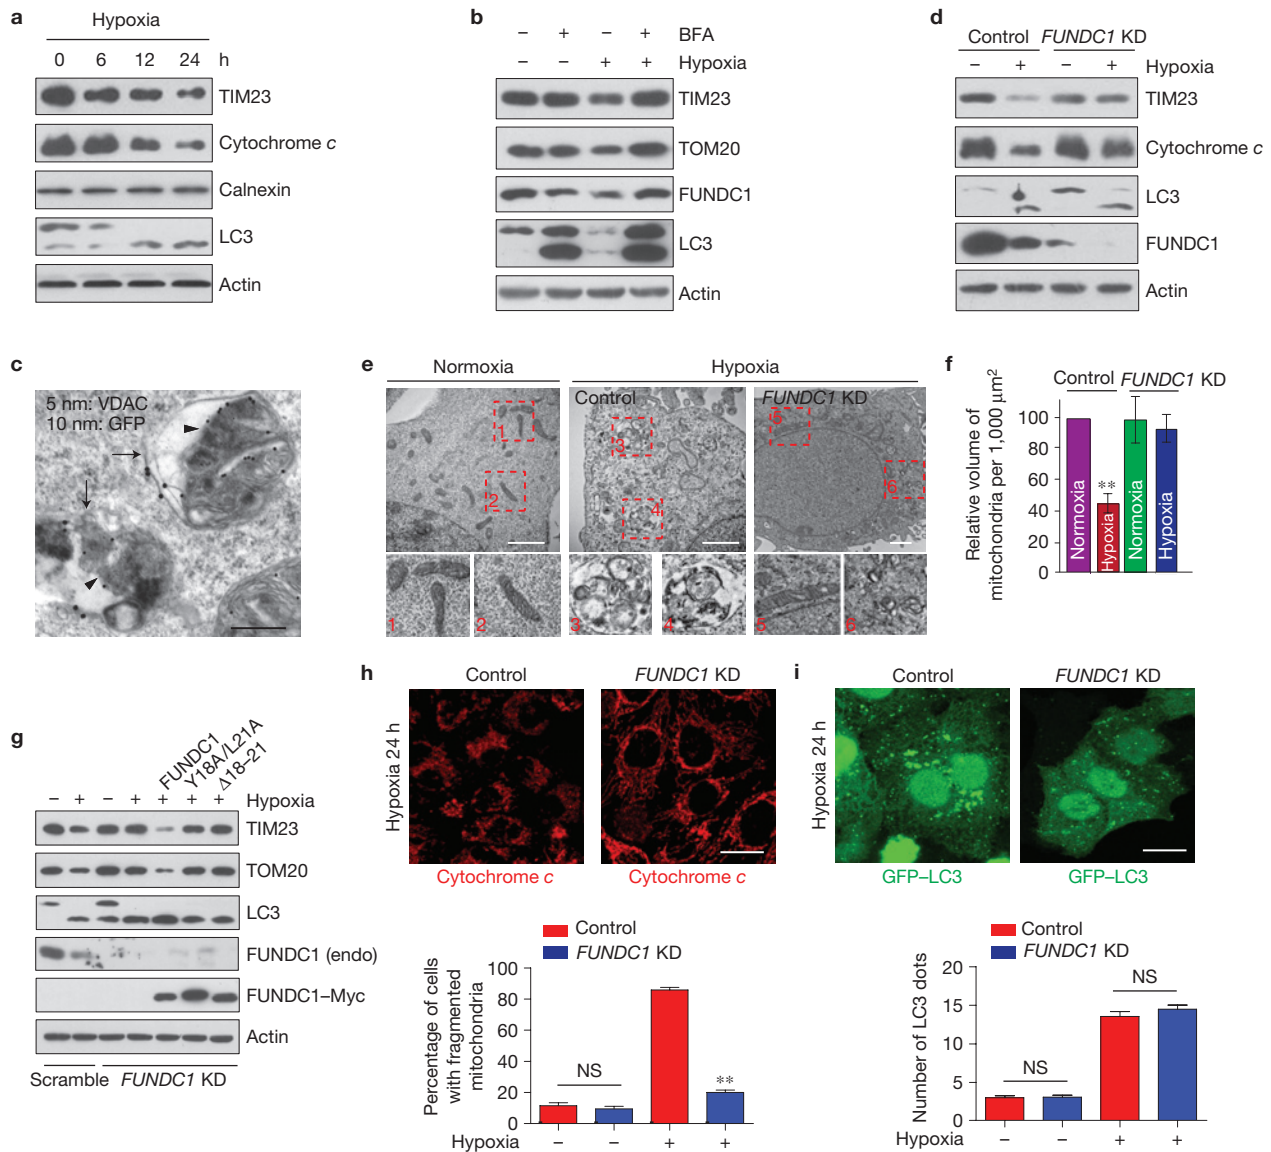 a
Hypoxia
0 6 12 24 h
TIM23
Cytochrome c
Calnexin
LC3
Actin
b
– + – + BFA
– – + + Hypoxia
TIM23
TOM20
FUNDC1
LC3
Actin
d
Control FUNDC1 KD
– + – + Hypoxia
TIM23
Cytochrome c
LC3
FUNDC1
Actin
c
5 nm: VDAC
10 nm: GFP
e
Normoxia
Hypoxia
Control
FUNDC1 KD
1
2
3
4
5
6
1
2
3
4
5
6
f
Control FUNDC1 KD
Relative volume of
mitochondria per 1,000 µm2
100
80
60
40
20
0
Normoxia
**
Hypoxia
Normoxia
Hypoxia
g
FUNDC1
Y18A/L21A
Δ18–21
– + – + + + + Hypoxia
TIM23
TOM20
LC3
FUNDC1 (endo)
FUNDC1–Myc
Actin
Scramble FUNDC1 KD
h
Control FUNDC1 KD
Hypoxia 24 h
Cytochrome c Cytochrome c
Control
FUNDC1 KD
Percentage of cells
with fragmented
mitochondria
100
80
60
40
20
0
NS
**
Hypoxia – – + +
i
Control FUNDC1 KD
Hypoxia 24 h
GFP–LC3 GFP–LC3
Control
FUNDC1 KD
Number of LC3 dots
20
15
10
5
0
NS
NS
Hypoxia – – + +